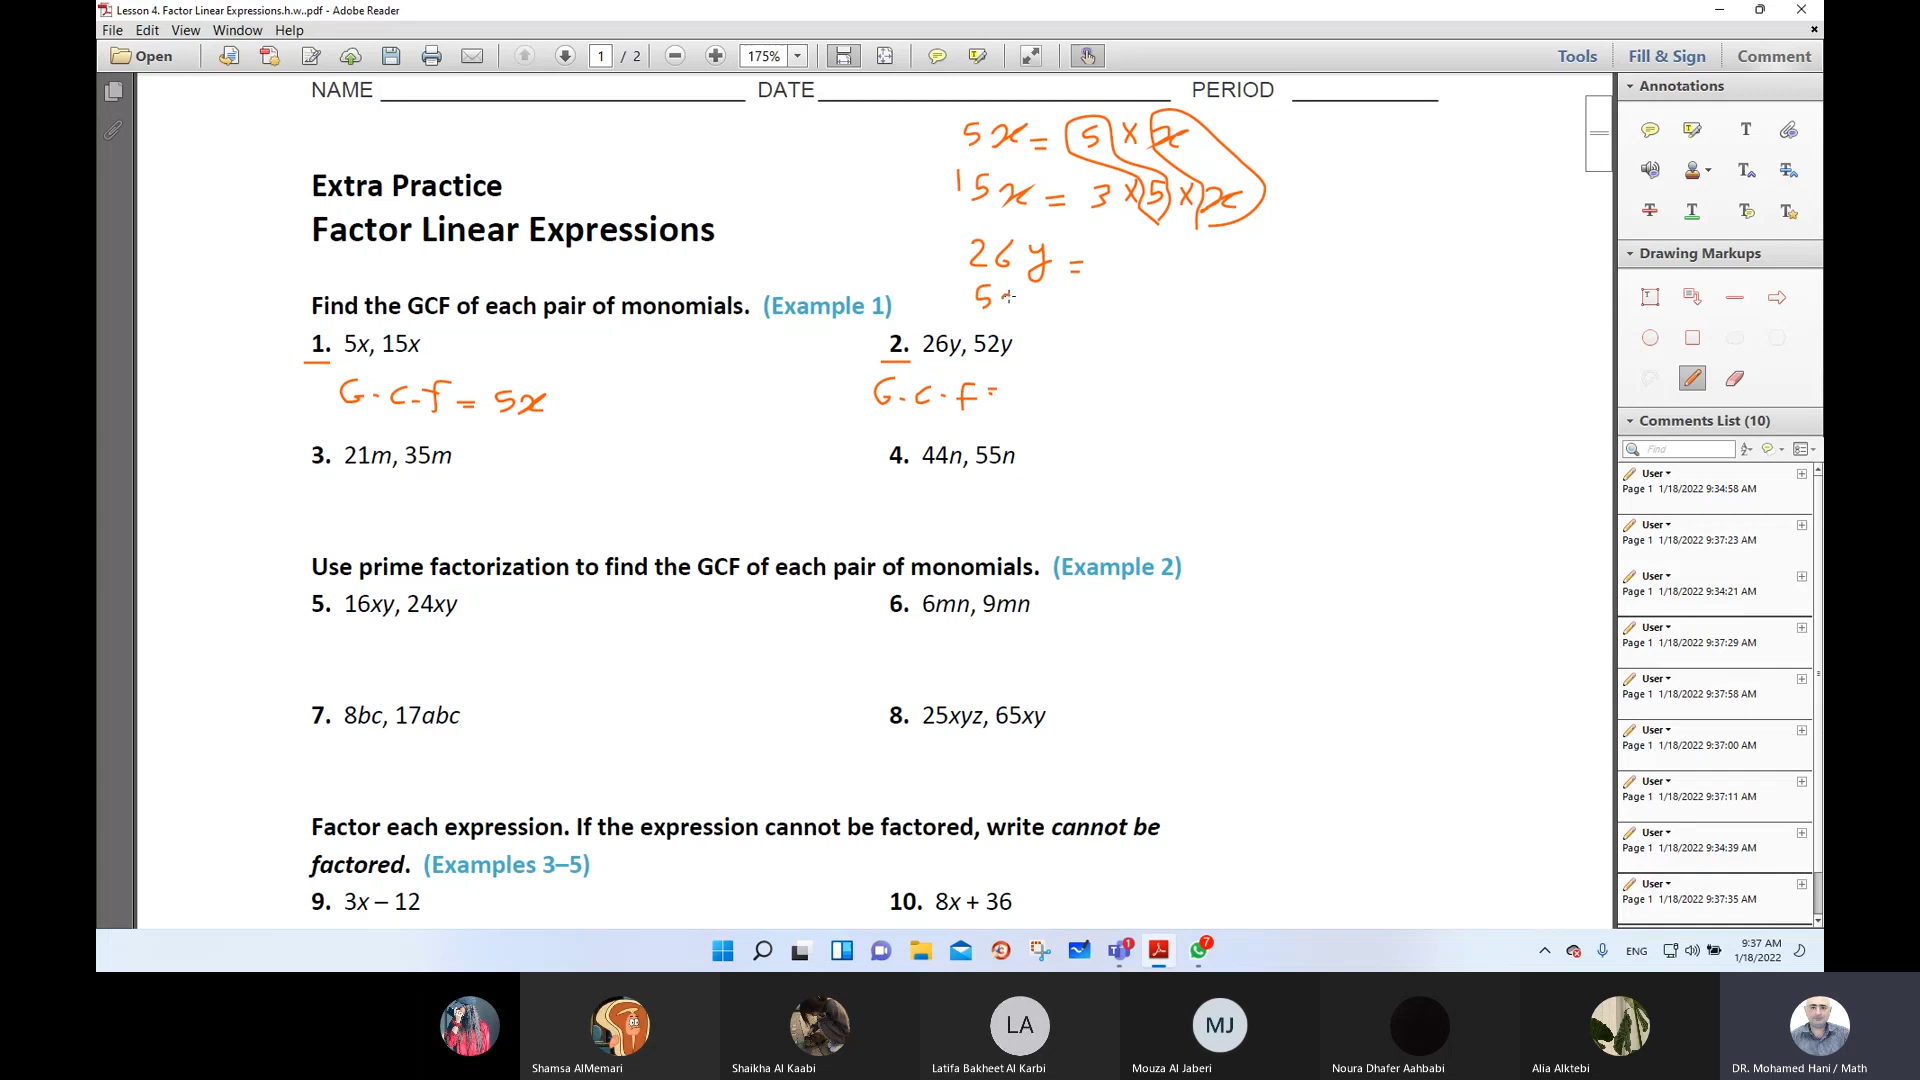 Lesson 4. Factor Linear Expressions.h.w..pdf - Adobe Reader
File Edit View Window Help
Open 1 / 2 175% Tools Fill & Sign Comment
NAME DATE PERIOD
5x = 5 × x
15x = 3 × 5 × x
26y =
5
Extra Practice
Factor Linear Expressions
Find the GCF of each pair of monomials. (Example 1)
1. 5x, 15x
2. 26y, 52y
G.C.f = 5x
G.C.f =
3. 21m, 35m
4. 44n, 55n
Use prime factorization to find the GCF of each pair of monomials. (Example 2)
5. 16xy, 24xy
6. 6mn, 9mn
7. 8bc, 17abc
8. 25xyz, 65xy
Factor each expression. If the expression cannot be factored, write cannot be
factored. (Examples 3–5)
9. 3x – 12
10. 8x + 36
Annotations
Drawing Markups
Comments List (10)
Find
User
Page 1 1/18/2022 9:34:58 AM
User
Page 1 1/18/2022 9:37:23 AM
User
Page 1 1/18/2022 9:34:21 AM
User
Page 1 1/18/2022 9:37:29 AM
User
Page 1 1/18/2022 9:37:58 AM
User
Page 1 1/18/2022 9:37:00 AM
User
Page 1 1/18/2022 9:37:11 AM
User
Page 1 1/18/2022 9:34:39 AM
User
Page 1 1/18/2022 9:37:35 AM
1 7 ENG 9:37 AM
1/18/2022
LA MJ
Shamsa AlMemari
Shaikha Al Kaabi
Latifa Bakheet Al Karbi
Mouza Al Jaberi
Noura Dhafer Aahbabi
Alia Alktebi
DR. Mohamed Hani / Math